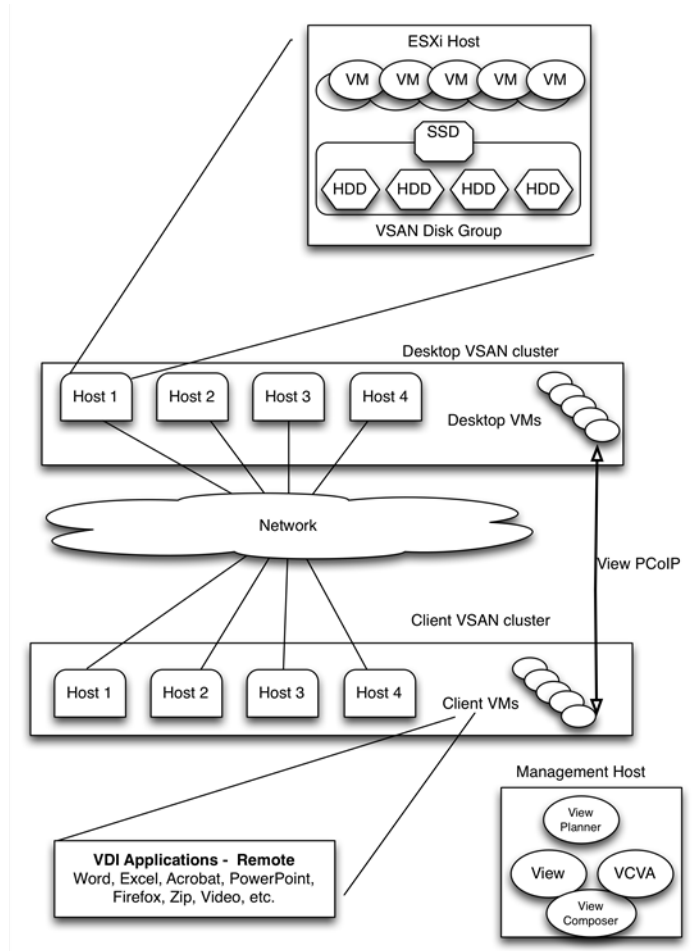 ESXi Host
VM VM VM VM VM
SSD
HDD HDD HDD HDD
VSAN Disk Group
Desktop VSAN cluster
Host 1 Host 2 Host 3 Host 4
Desktop VMs
Network
View PCoIP
Client VSAN cluster
Host 1 Host 2 Host 3 Host 4
Client VMs
Management Host
View
Planner
View VCVA
View
Composer
VDI Applications - Remote
Word, Excel, Acrobat, PowerPoint,
Firefox, Zip, Video, etc.